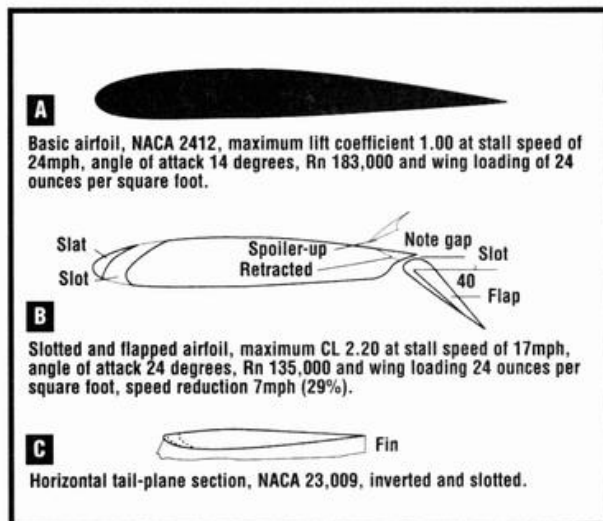 A
Basic airfoil, NACA 2412, maximum lift coefficient 1.00 at stall speed of
24mph, angle of attack 14 degrees, Rn 183,000 and wing loading of 24
ounces per square foot.
Slat
Slot
Spoiler-up
Retracted
Note gap
Slot
40
Flap
B
Slotted and flapped airfoil, maximum CL 2.20 at stall speed of 17mph,
angle of attack 24 degrees, Rn 135,000 and wing loading 24 ounces per
square foot, speed reduction 7mph (29%).
Fin
C
Horizontal tail-plane section, NACA 23,009, inverted and slotted.